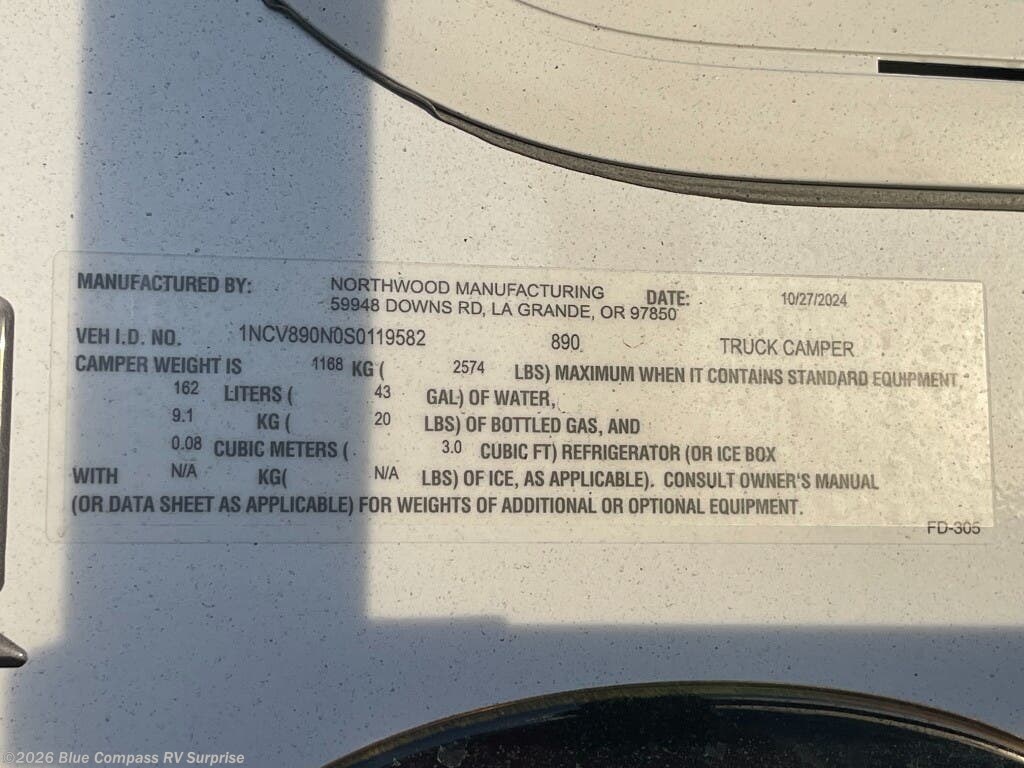 MANUFACTURED BY: NORTHWOOD MANUFACTURING DATE: 10/27/2024
59948 DOWNS RD, LA GRANDE, OR 97850
VEH I.D. NO. 1NCV890N0S0119582 890 TRUCK CAMPER
CAMPER WEIGHT IS 1168 KG ( 2574 LBS) MAXIMUM WHEN IT CONTAINS STANDARD EQUIPMENT,
162 LITERS ( 43 GAL) OF WATER,
9.1 KG ( 20 LBS) OF BOTTLED GAS, AND
0.08 CUBIC METERS ( 3.0 CUBIC FT) REFRIGERATOR (OR ICE BOX
WITH N/A KG( N/A LBS) OF ICE, AS APPLICABLE). CONSULT OWNER'S MANUAL
(OR DATA SHEET AS APPLICABLE) FOR WEIGHTS OF ADDITIONAL OR OPTIONAL EQUIPMENT.
FD-305
©2026 Blue Compass RV Surprise